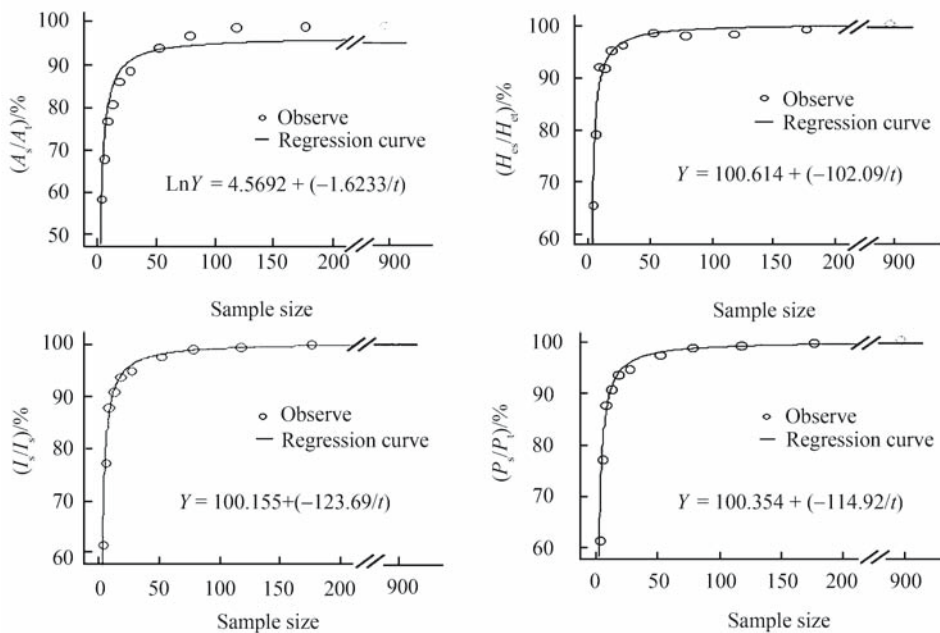 100
90
80
70
60
50
(As/At)/%
Observe
Regression curve
LnY = 4.5692 + (−1.6233/t)
0 50 100 150 200 900
Sample size
100
90
80
70
60
(Hes/Het)/%
Observe
Regression curve
Y = 100.614 + (−102.09/t)
0 50 100 150 200 900
Sample size
100
90
80
70
60
(Is/Is)/%
Observe
Regression curve
Y = 100.155+(−123.69/t)
0 50 100 150 200 900
Sample size
100
90
80
70
60
(Ps/Pt)/%
Observe
Regression curve
Y = 100.354 + (−114.92/t)
0 50 100 150 200 900
Sample size